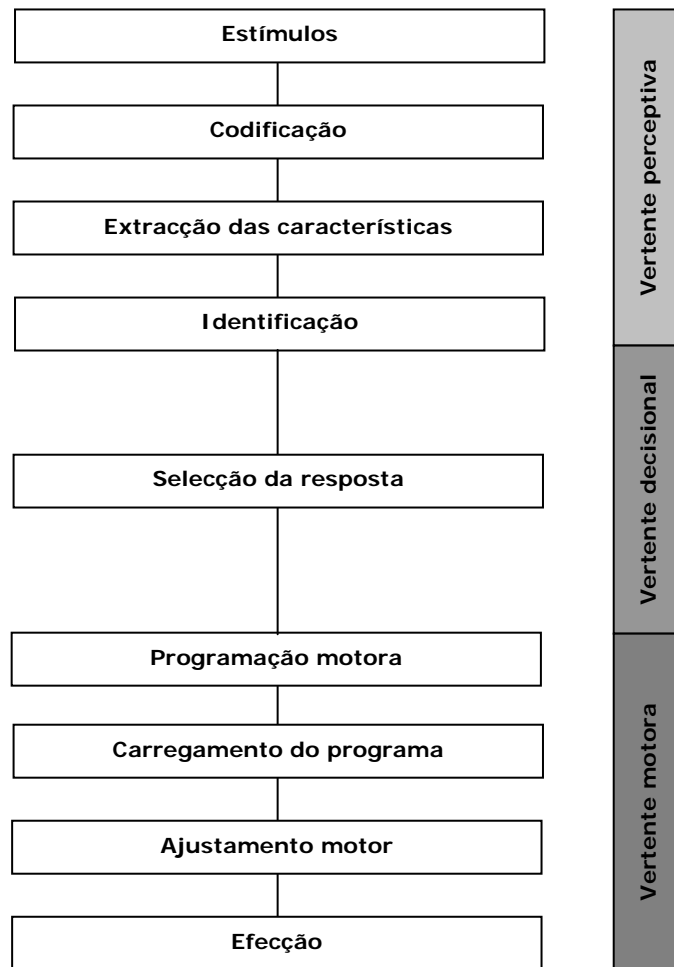 Estímulos
Codificação
Extracção das características
Identificação
Selecção da resposta
Programação motora
Carregamento do programa
Ajustamento motor
Efecção
Vertente perceptiva
Vertente decisional
Vertente motora